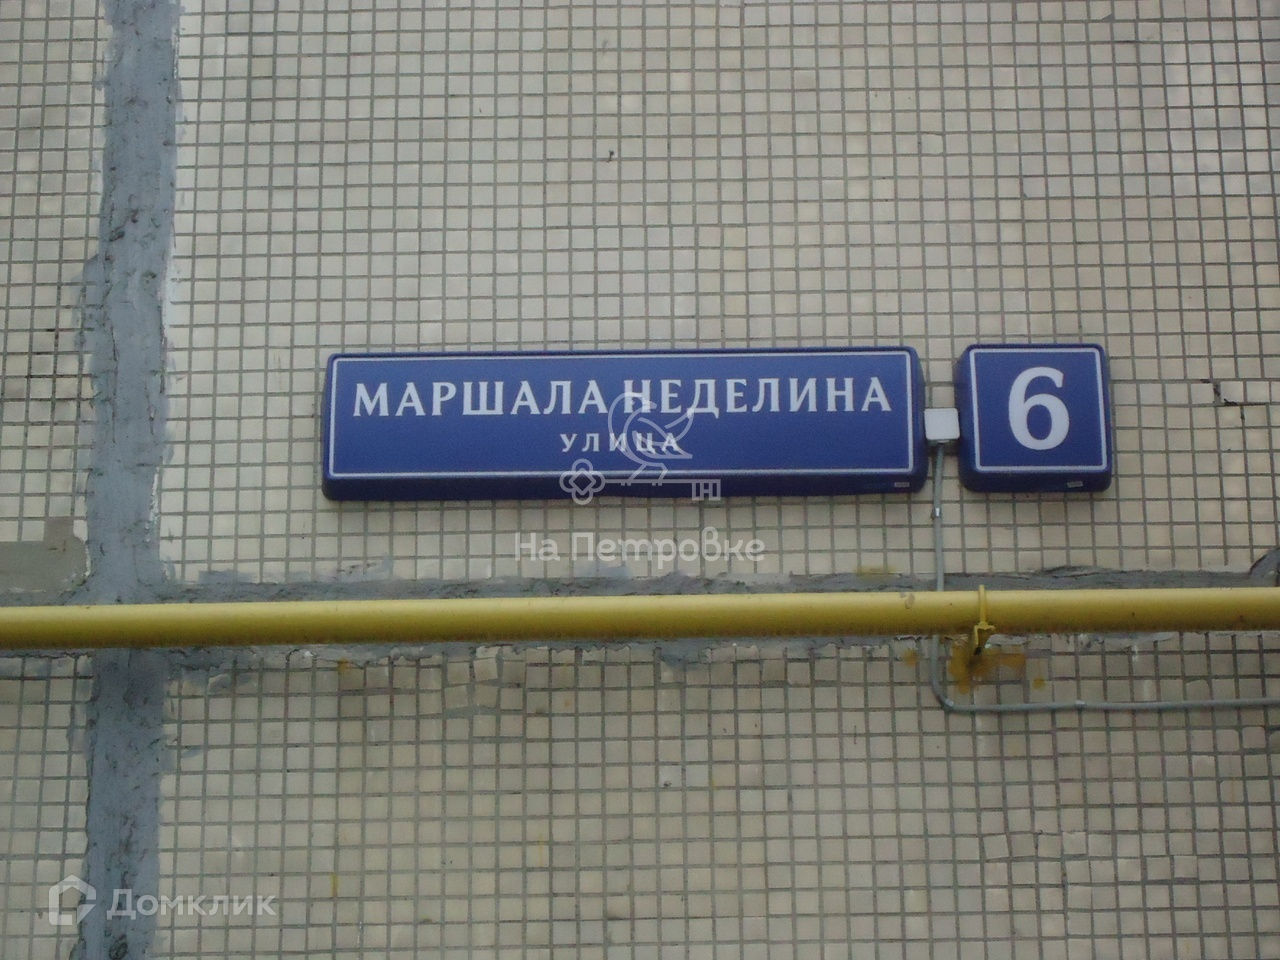 МАРШАЛА НЕДЕЛИНА
УЛИЦА
6
На Петровке
Домклик